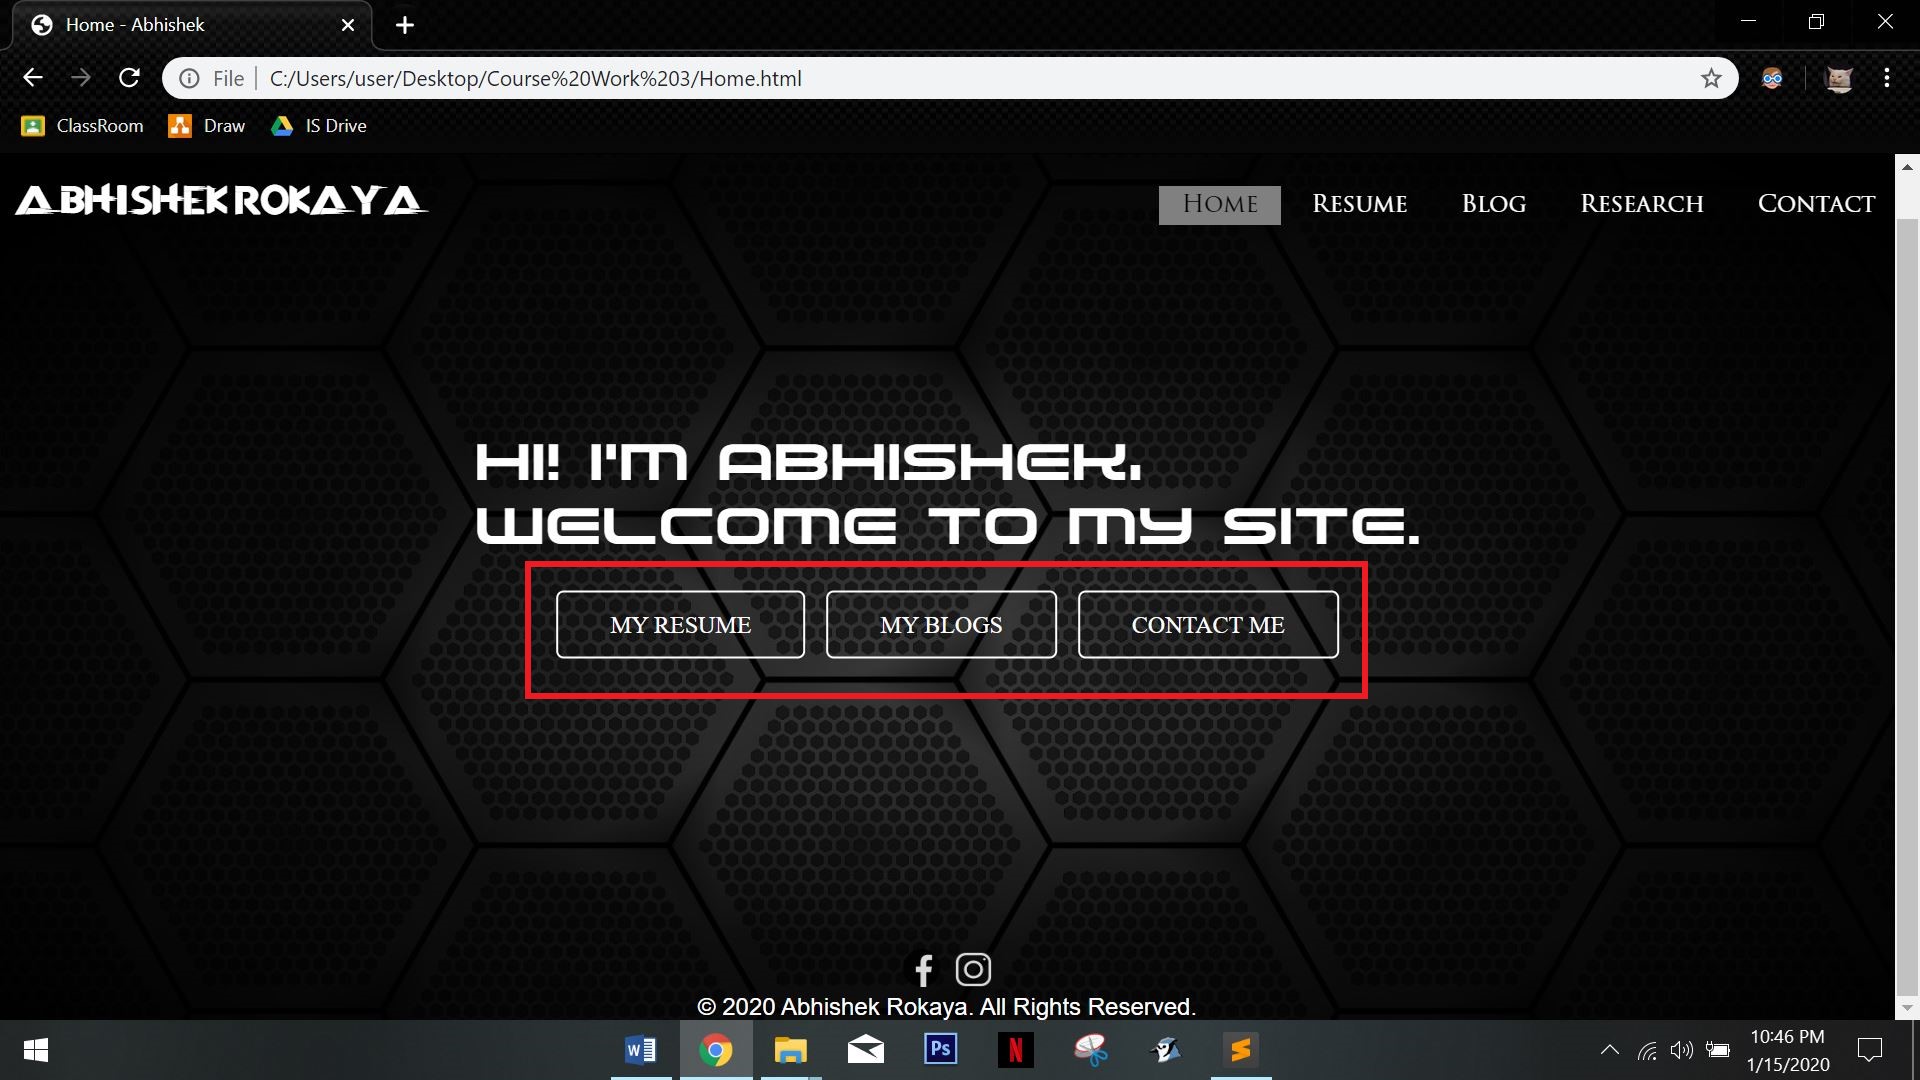 Home - Abhishek
File C:/Users/user/Desktop/Course%20Work%203/Home.html
ClassRoom Draw IS Drive
ABHISHEK ROKAYA
HOME RESUME BLOG RESEARCH CONTACT
HI! I'M ABHISHEK.
WELCOME TO MY SITE.
MY RESUME MY BLOGS CONTACT ME
© 2020 Abhishek Rokaya. All Rights Reserved.
W Ps N S
10:46 PM
1/15/2020